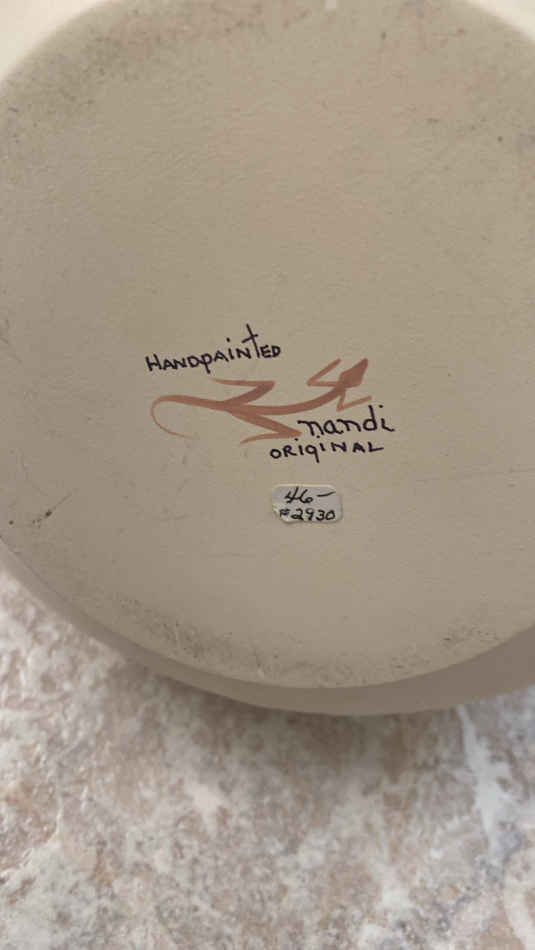 HANDpAiNTED
nandi
ORigiNAL
46-
#2930